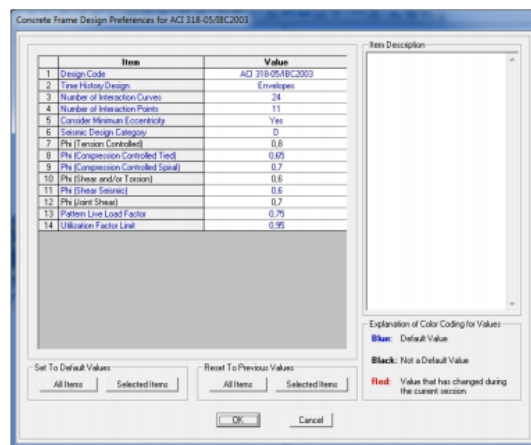 Concrete Frame Design Preferences for ACI 318-05/IBC2003
Item Value
1 Design Code ACI 318-05/IBC2003
2 Time History Design Envelopes
3 Number of Interaction Curves 24
4 Number of Interaction Points 11
5 Consider Minimum Eccentricity Yes
6 Seismic Design Category D
7 Phi (Tension Controlled) 0,8
8 Phi (Compression Controlled Tied) 0,65
9 Phi (Compression Controlled Spiral) 0,7
10 Phi (Shear and/or Torsion) 0,6
11 Phi (Shear Seismic) 0,6
12 Phi (Joint Shear) 0,7
13 Pattern Live Load Factor 0,75
14 Utilization Factor Limit 0,95
Item Description
Explanation of Color Coding for Values
Blue: Default Value
Black: Not a Default Value
Red: Value that has changed during
the current session
Set To Default Values
All Items Selected Items
Reset To Previous Values
All Items Selected Items
OK Cancel